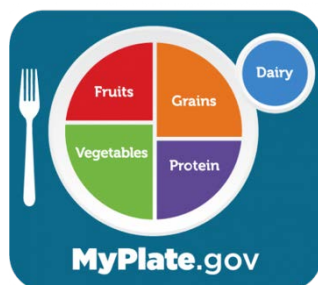 Dairy
Fruits
Grains
Vegetables
Protein
MyPlate.gov